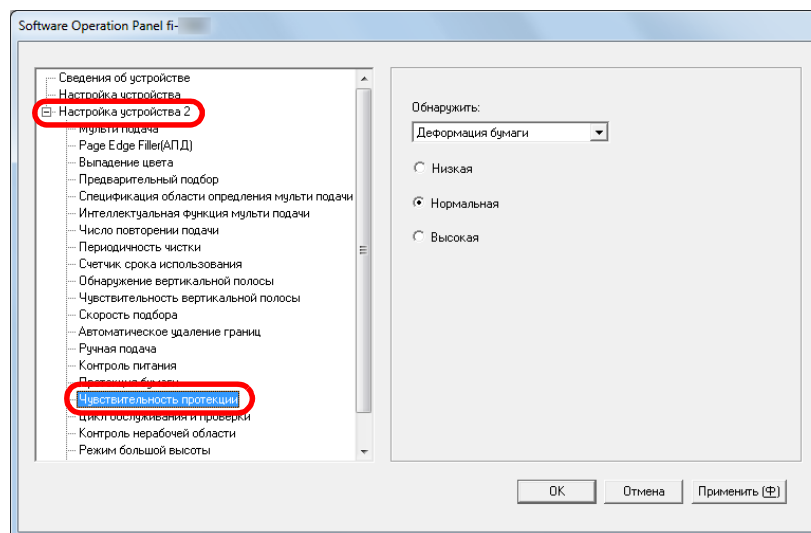 Software Operation Panel fi-
Сведения об устройстве
Настройка устройства
Настройка устройства 2
Мульти подача
Page Edge Filler(АПД)
Выпадение цвета
Предварительный подбор
Спецификация области опредления мульти подачи
Интеллектуальная функция мульти подачи
Число повторении подачи
Периодичность чистки
Счетчик срока использования
Обнаружение вертикальной полосы
Чувствительность вертикальной полосы
Скорость подбора
Автоматическое удаление границ
Ручная подача
Контроль питания
Протекция бумаги
Чувствительность протекции
Цикл обслуживания и проверки
Контроль нерабочей области
Режим большой высоты
Обнаружить:
Деформация бумаги
Низкая
Нормальная
Высокая
OK
Отмена
Применить (Ф)